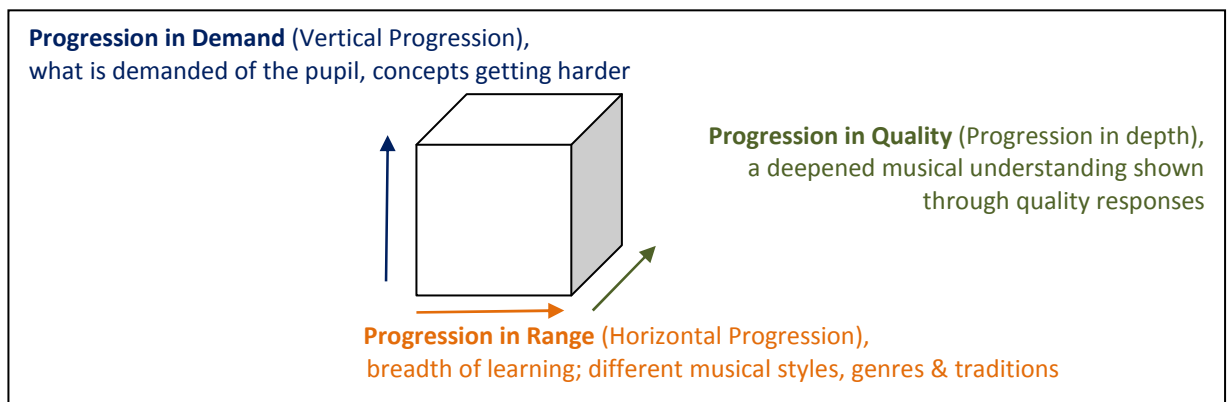 Progression in Demand (Vertical Progression),
what is demanded of the pupil, concepts getting harder
Progression in Quality (Progression in depth),
a deepened musical understanding shown
through quality responses
Progression in Range (Horizontal Progression),
breadth of learning; different musical styles, genres & traditions